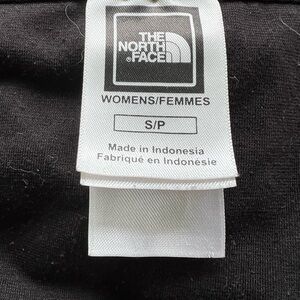 THE
NORTH
FACE
WOMENS/FEMMES
S/P
Made in Indonesia
Fabriqué en Indonésie